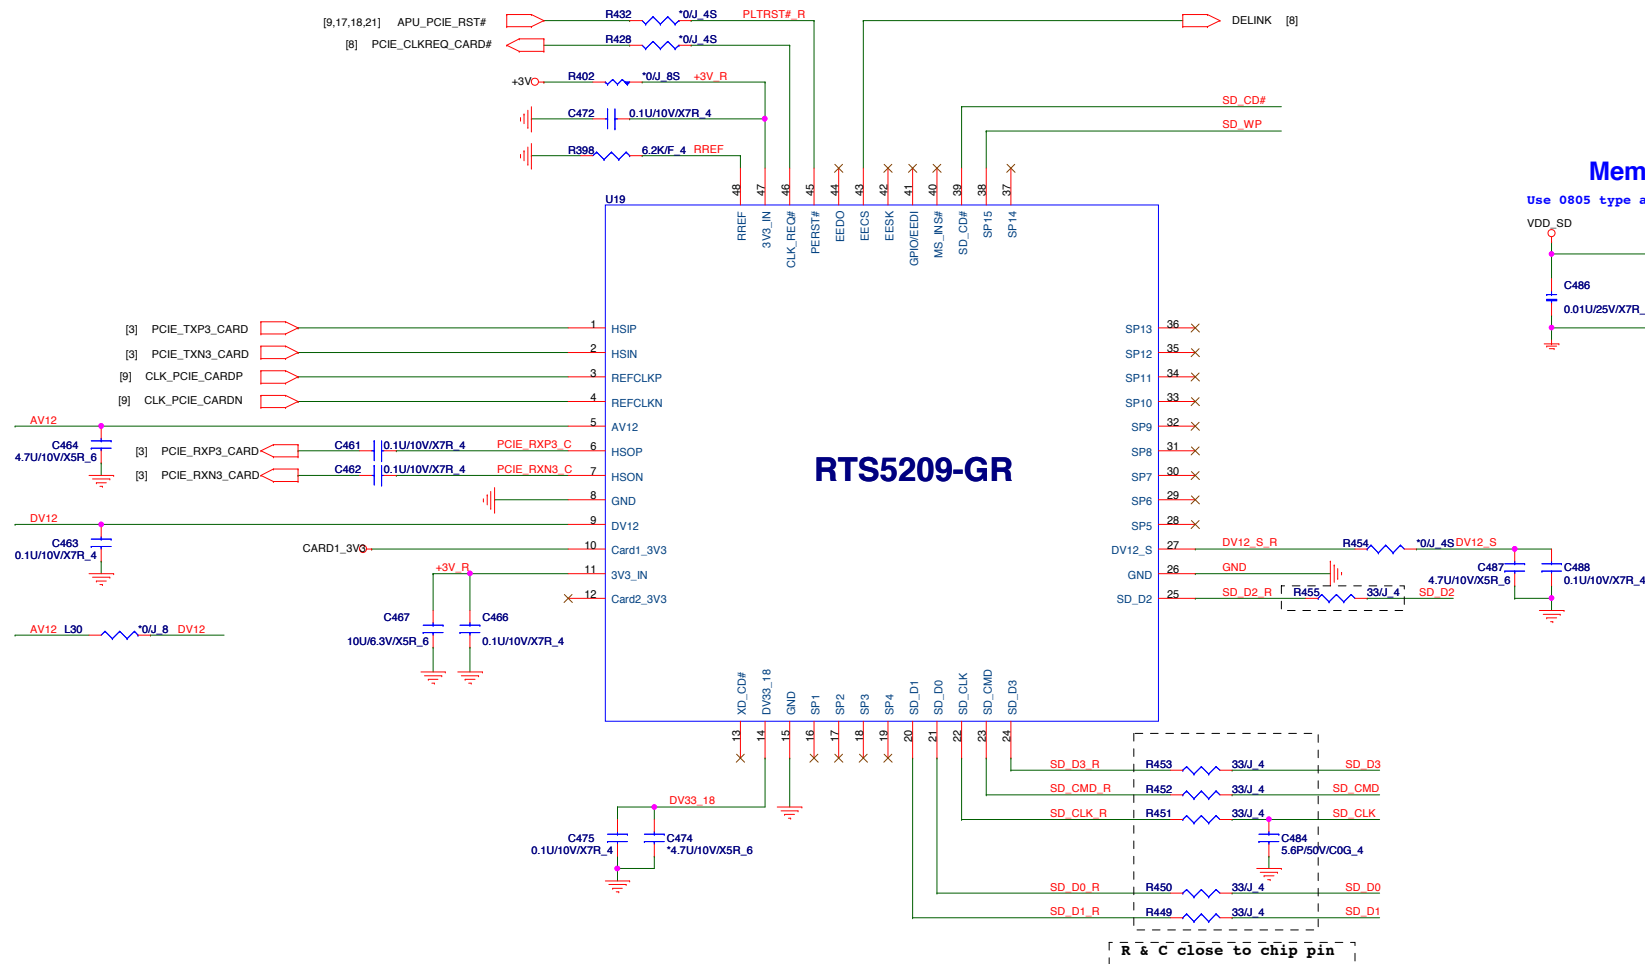 [9,17,18,21] APU_PCIE_RST# R432 *0/J_4S PLTRST#_R DELINK [8]
[8] PCIE_CLKREQ_CARD# R428 *0/J_4S
+3V R402 *0/J_8S +3V_R
C472 0.1U/10V/X7R_4
SD_CD#
SD_WP
R398 6.2K/F_4 RREF
48 47 46 45 44 43 42 41 40 39 38 37
U19
RREF 3V3_IN CLK_REQ# PERST# EEDO EECS EESK GPIO/EEDI MS_INS# SD_CD# SP15 SP14
Mem
Use 0805 type a
VDD_SD
C486
0.01U/25V/X7R_
[3] PCIE_TXP3_CARD 1 HSIP
[3] PCIE_TXN3_CARD 2 HSIN
[9] CLK_PCIE_CARDP 3 REFCLKP
[9] CLK_PCIE_CARDN 4 REFCLKN
AV12 5 AV12
C464
4.7U/10V/X5R_6
[3] PCIE_RXP3_CARD C461 0.1U/10V/X7R_4 PCIE_RXP3_C 6 HSOP
[3] PCIE_RXN3_CARD C462 0.1U/10V/X7R_4 PCIE_RXN3_C 7 HSON
8 GND
DV12 9 DV12
C463
0.1U/10V/X7R_4
CARD1_3V3 10 Card1_3V3
+3V_R 11 3V3_IN
12 Card2_3V3
C467
10U/6.3V/X5R_6
C466
0.1U/10V/X7R_4
AV12 L30 *0/J_8 DV12
RTS5209-GR
SP13 36
SP12 35
SP11 34
SP10 33
SP9 32
SP8 31
SP7 30
SP6 29
SP5 28
DV12_S 27 DV12_S_R R454 *0/J_4S DV12_S
GND 26 GND
SD_D2 25 SD_D2_R R455 33/J_4 SD_D2
C487
4.7U/10V/X5R_6
C488
0.1U/10V/X7R_4
XD_CD# DV33_18 GND SP1 SP2 SP3 SP4 SD_D1 SD_D0 SD_CLK SD_CMD SD_D3
13 14 15 16 17 18 19 20 21 22 23 24
DV33_18
C475
0.1U/10V/X7R_4
C474
*4.7U/10V/X5R_6
SD_D3_R R453 33/J_4 SD_D3
SD_CMD_R R452 33/J_4 SD_CMD
SD_CLK_R R451 33/J_4 SD_CLK
C484
5.6P/50V/C0G_4
SD_D0_R R450 33/J_4 SD_D0
SD_D1_R R449 33/J_4 SD_D1
R & C close to chip pin